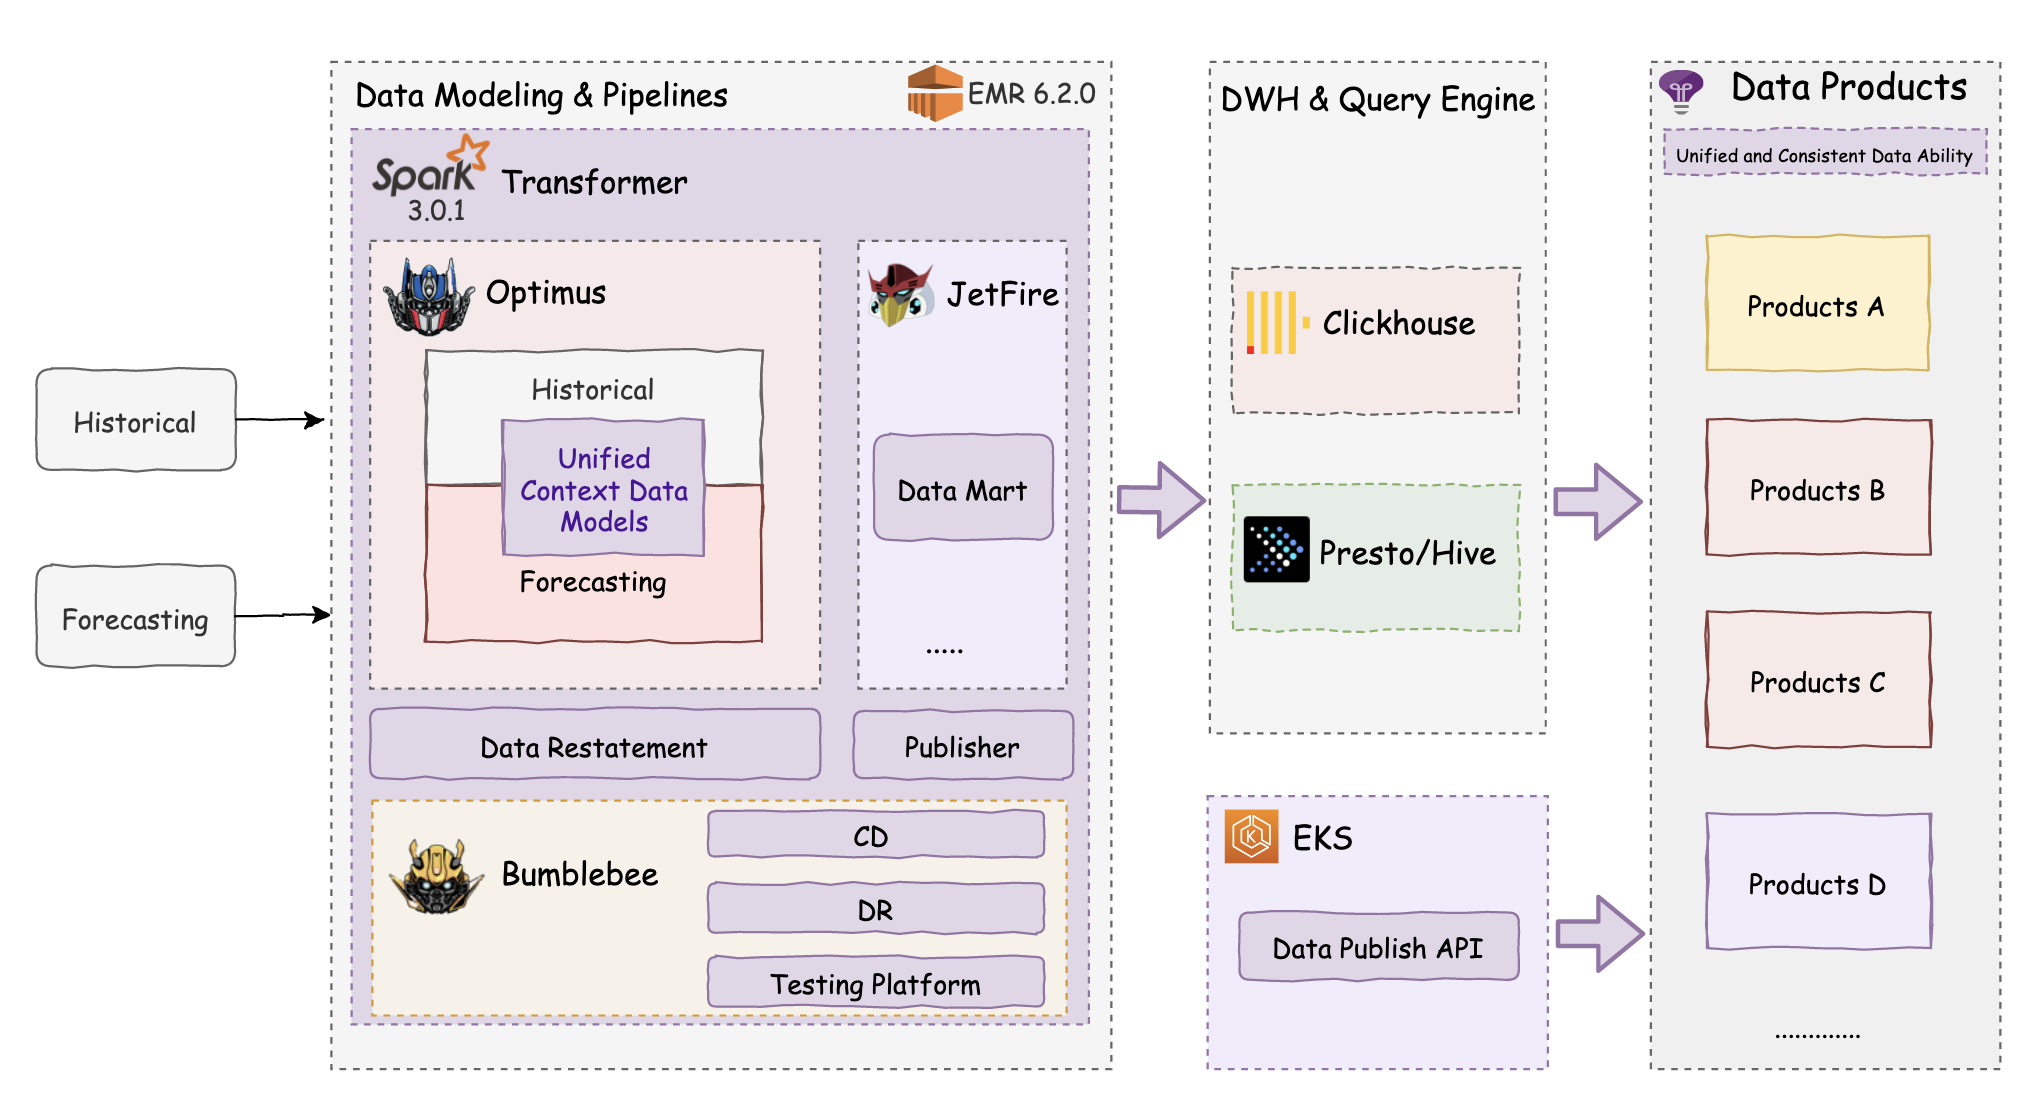 Data Modeling & Pipelines
EMR 6.2.0
Spark
3.0.1
Transformer
Optimus
Historical
Unified
Context Data
Models
Forecasting
JetFire
Data Mart
.....
Data Restatement
Publisher
Bumblebee
CD
DR
Testing Platform
Historical
Forecasting
DWH & Query Engine
Clickhouse
Presto/Hive
EKS
K
Data Publish API
Data Products
Unified and Consistent Data Ability
Products A
Products B
Products C
Products D
.............